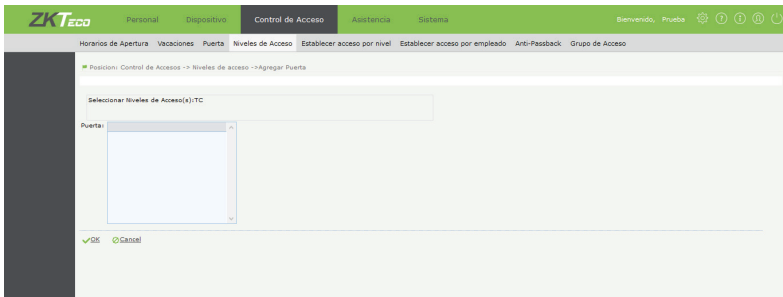 ZKTeco Personal Dispositivo Control de Acceso Asistencia Sistema Bienvenido, Prueba
Horarios de Apertura Vacaciones Puerta Niveles de Acceso Establecer acceso por nivel Establecer acceso por empleado Anti-Passback Grupo de Acceso
Posicion: Control de Accesos -> Niveles de acceso ->Agregar Puerta
Seleccionar Niveles de Acceso(s):TC
Puerta:
OK Cancel